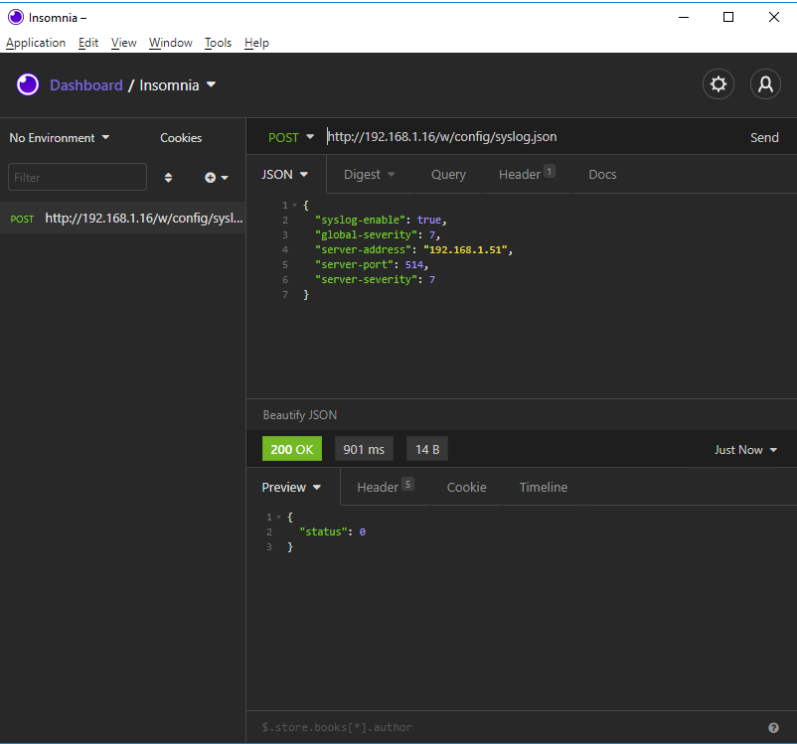 Insomnia –
Application Edit View Window Tools Help
Dashboard / Insomnia
No Environment Cookies
POST http://192.168.1.16/w/config/syslog.json Send
Filter
JSON Digest Query Header 1 Docs
POST http://192.168.1.16/w/config/sysl...
1 {
2 "syslog-enable": true,
3 "global-severity": 7,
4 "server-address": "192.168.1.51",
5 "server-port": 514,
6 "server-severity": 7
7 }
Beautify JSON
200 OK 901 ms 14 B Just Now
Preview Header 5 Cookie Timeline
1 {
2 "status": 0
3 }
$.store.books[*].author